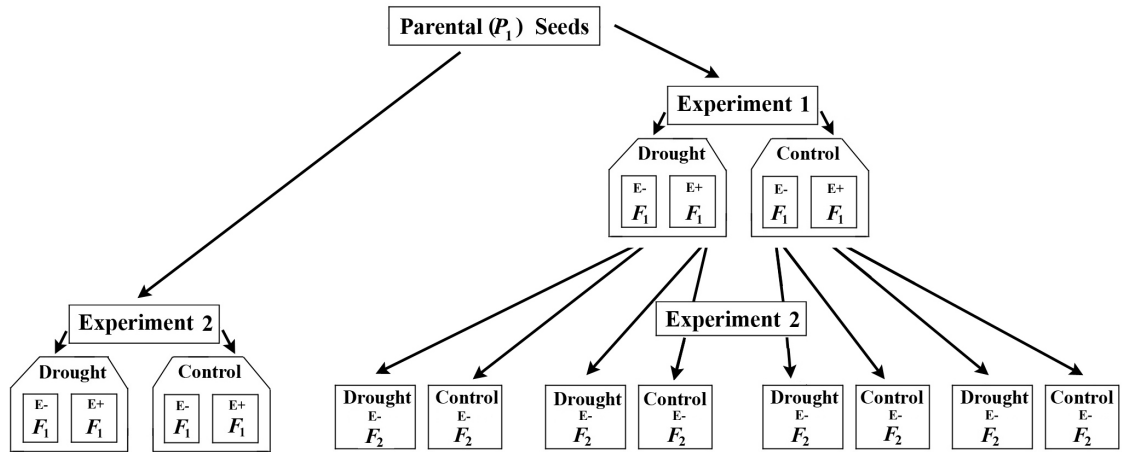 Parental (P₁) Seeds
Experiment 1
Drought Control
E- E+ E- E+
F₁ F₁ F₁ F₁
Experiment 2 Experiment 2
Drought Control
E- E+ E- E+
F₁ F₁ F₁ F₁
Drought Control Drought Control Drought Control Drought Control
E- E- E- E- E- E- E- E-
F₂ F₂ F₂ F₂ F₂ F₂ F₂ F₂